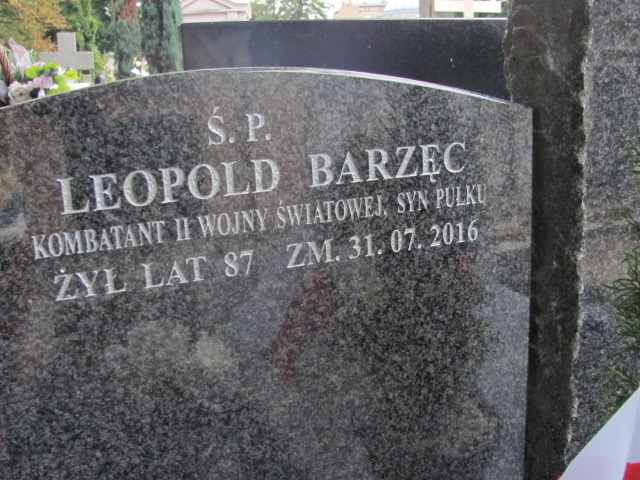 Ś. P.
LEOPOLD BARZĘC
KOMBATANT II WOJNY ŚWIATOWEJ, SYN PUŁKU
ŻYŁ LAT 87 ZM. 31. 07. 2016